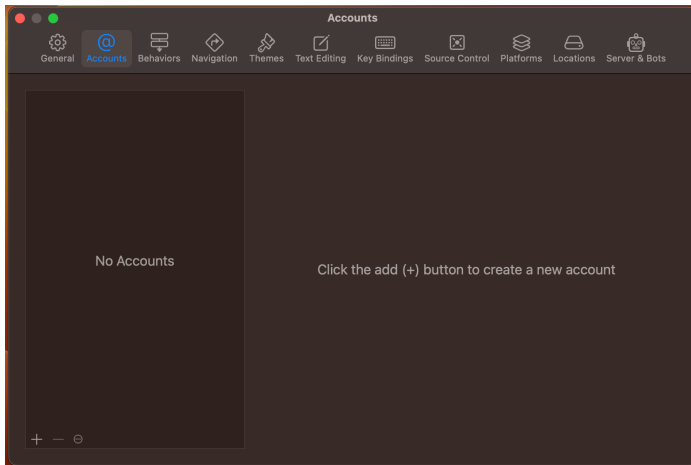 Accounts
General Accounts Behaviors Navigation Themes Text Editing Key Bindings Source Control Platforms Locations Server & Bots
No Accounts
Click the add (+) button to create a new account